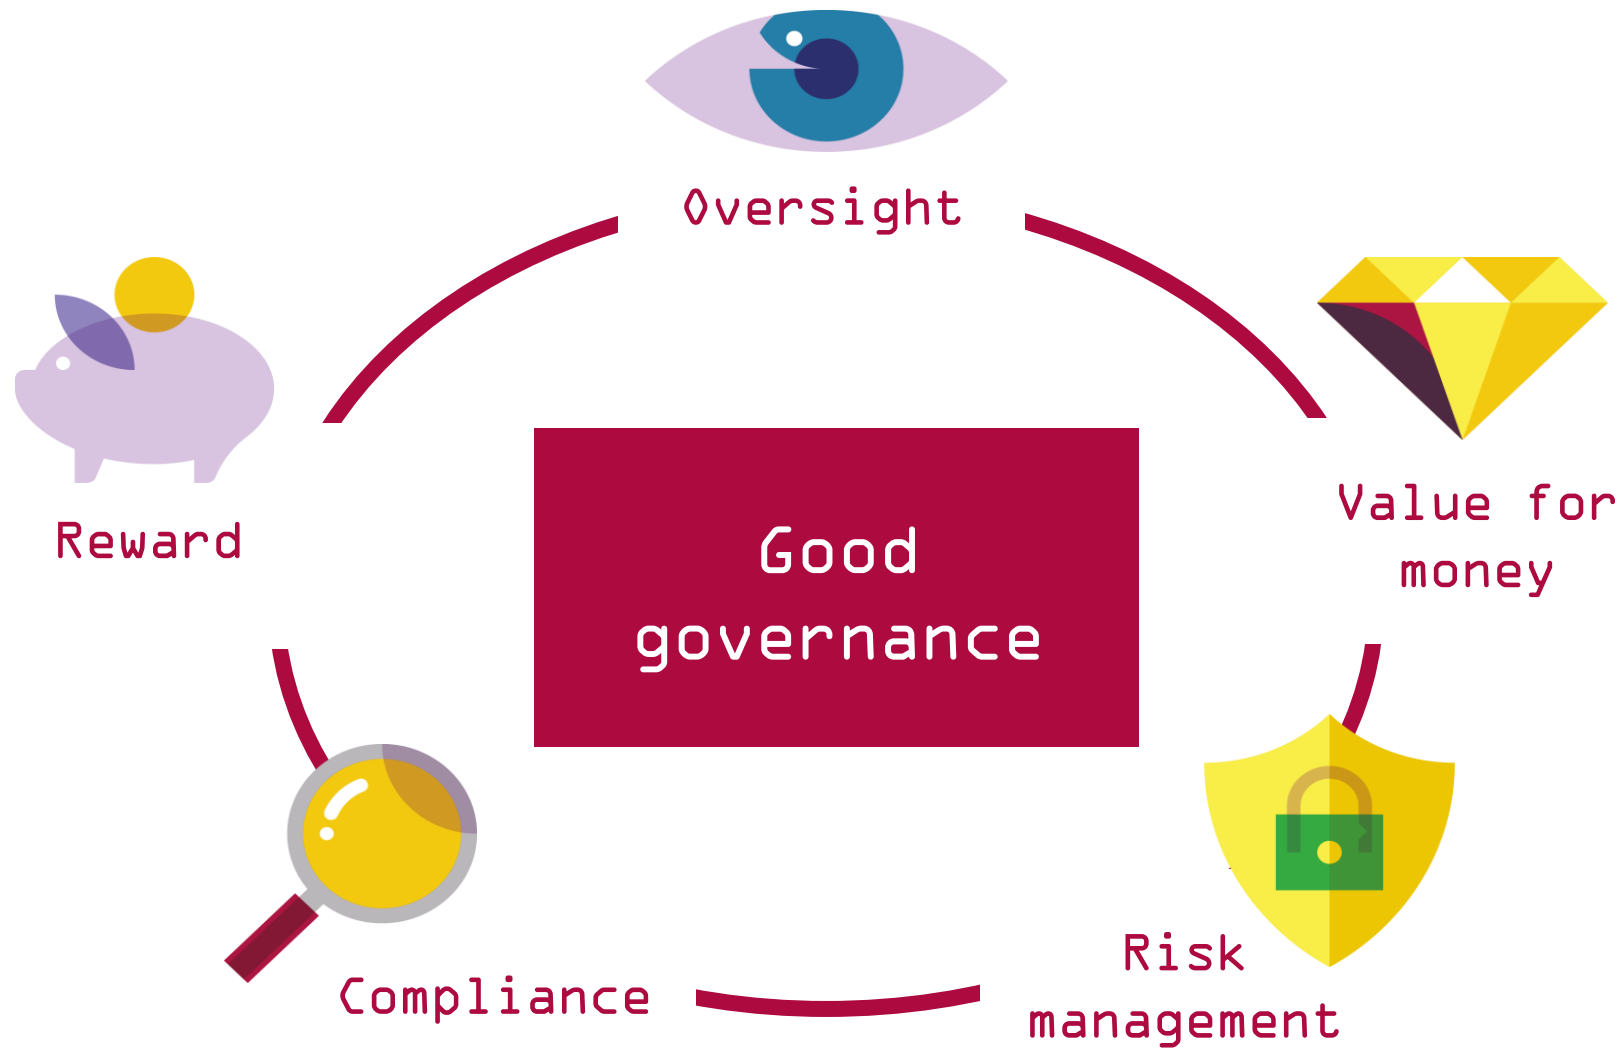 Oversight
Reward
Value for
money
Good
governance
Compliance
Risk
management